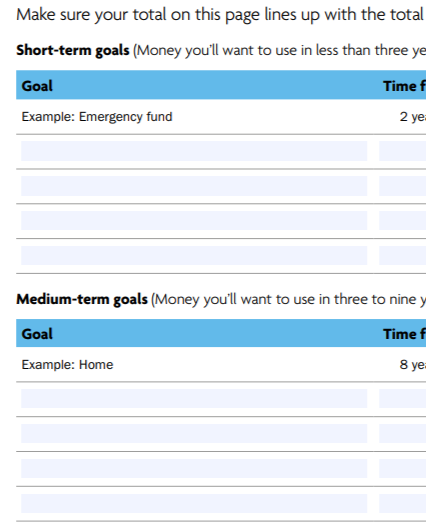 Make sure your total on this page lines up with the total
Short-term goals (Money you'll want to use in less than three ye
Goal Time f
Example: Emergency fund 2 yea
Medium-term goals (Money you'll want to use in three to nine y
Goal Time f
Example: Home 8 yea